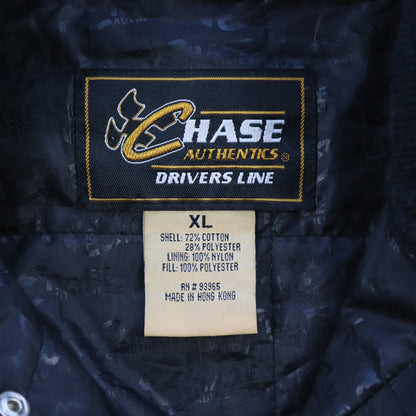 CHASE
AUTHENTICS®
DRIVERS LINE
XL
SHELL: 72% COTTON
28% POLYESTER
LINING: 100% NYLON
FILL: 100% POLYESTER
RN# 93965
MADE IN HONG KONG